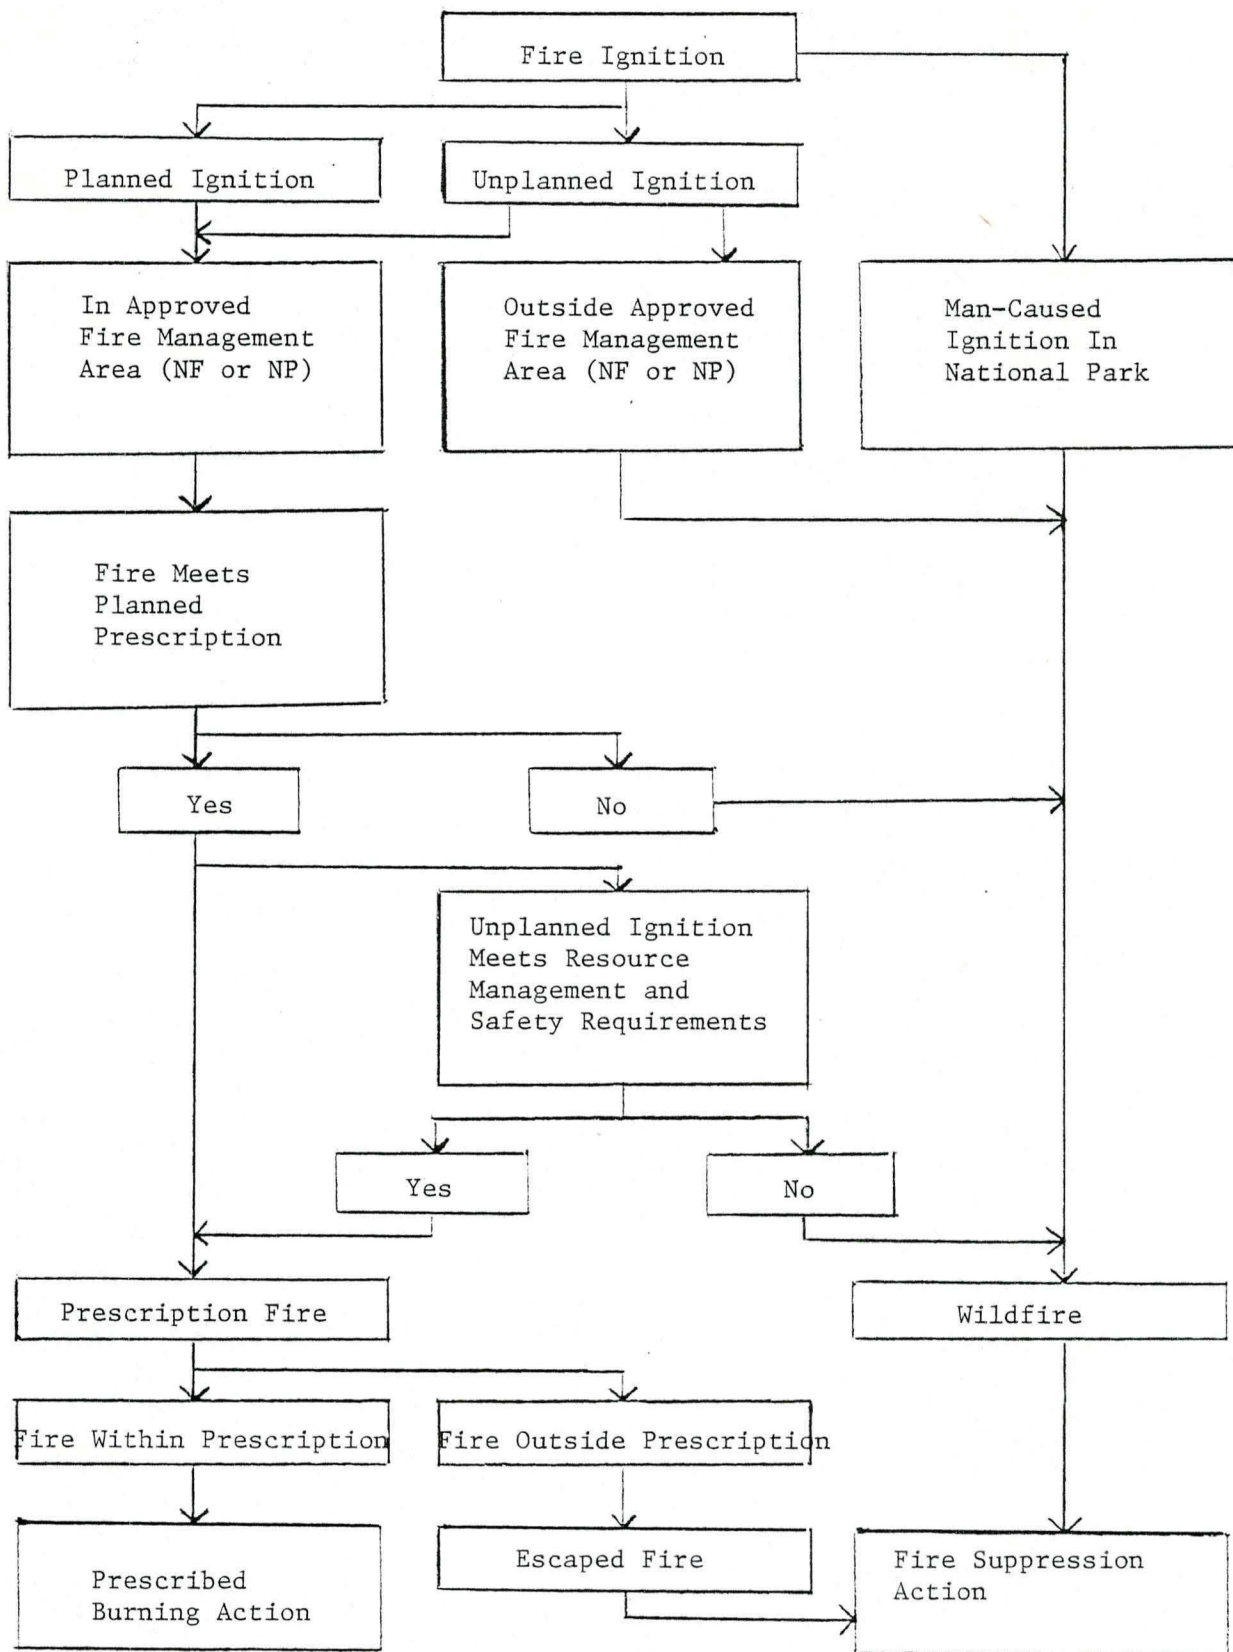 Fire Ignition
Planned Ignition
Unplanned Ignition
In Approved
Fire Management
Area (NF or NP)
Outside Approved
Fire Management
Area (NF or NP)
Man-Caused
Ignition In
National Park
Fire Meets
Planned
Prescription
Yes
No
Unplanned Ignition
Meets Resource
Management and
Safety Requirements
Yes
No
Prescription Fire
Wildfire
Fire Within Prescription
Fire Outside Prescription
Prescribed
Burning Action
Escaped Fire
Fire Suppression
Action